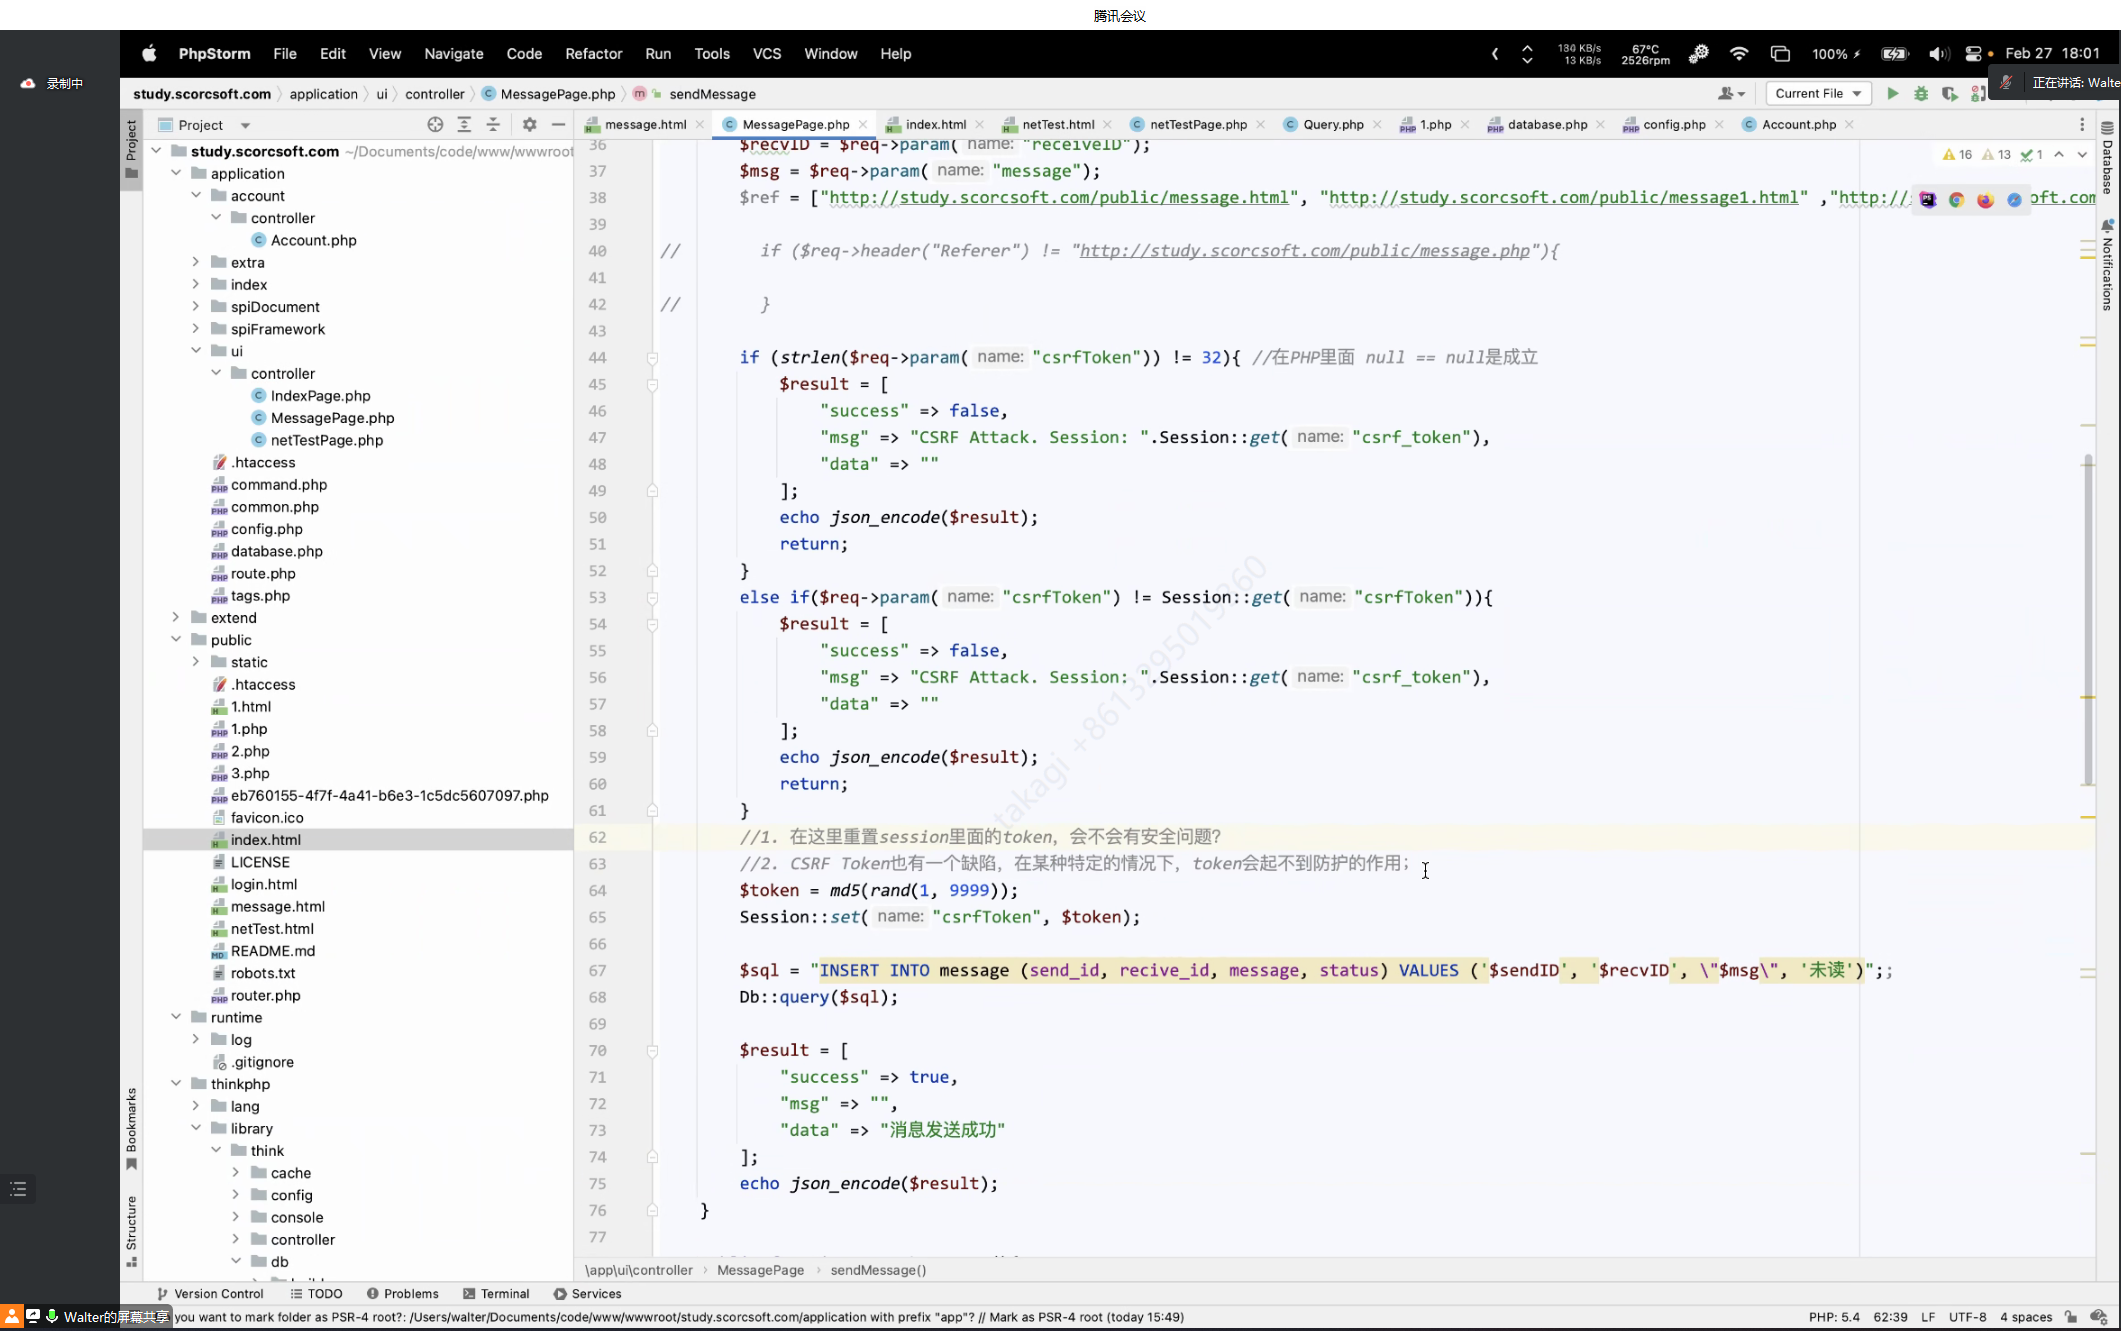 腾讯会议
录制中
PhpStorm File Edit View Navigate Code Refactor Run Tools VCS Window Help
67°C 2526rpm 13 KB/s 100% Feb 27 18:01
正在讲话: Walte
study.scorcsoft.com application ui controller MessagePage.php sendMessage
Current File
Project
message.html MessagePage.php index.html netTest.html netTestPage.php Query.php 1.php database.php config.php Account.php
study.scorcsoft.com ~/Documents/code/www/wwwroot
application
account
controller
Account.php
extra
index
spiDocument
spiFramework
ui
controller
IndexPage.php
MessagePage.php
netTestPage.php
.htaccess
command.php
common.php
config.php
database.php
route.php
tags.php
extend
public
static
.htaccess
1.html
1.php
2.php
3.php
eb760155-4f7f-4a41-b6e3-1c5dc5607097.php
favicon.ico
index.html
LICENSE
login.html
message.html
netTest.html
README.md
robots.txt
router.php
runtime
log
.gitignore
thinkphp
lang
library
think
cache
config
console
controller
db
Project
Bookmarks
Structure
Database
Notifications
16 13 1
36 $recvID = $req->param( name: "receiveID");
37 $msg = $req->param( name: "message");
38 $ref = ["http://study.scorcsoft.com/public/message.html", "http://study.scorcsoft.com/public/message1.html" ,"http://
39
40 // if ($req->header("Referer") != "http://study.scorcsoft.com/public/message.php"){
41
42 // }
43
44 if (strlen($req->param( name: "csrfToken")) != 32){ //在PHP里面 null == null是成立
45 $result = [
46 "success" => false,
47 "msg" => "CSRF Attack. Session: ".Session::get( name: "csrf_token"),
48 "data" => ""
49 ];
50 echo json_encode($result);
51 return;
52 }
53 else if($req->param( name: "csrfToken") != Session::get( name: "csrfToken")){
54 $result = [
55 "success" => false,
56 "msg" => "CSRF Attack. Session: ".Session::get( name: "csrf_token"),
57 "data" => ""
58 ];
59 echo json_encode($result);
60 return;
61 }
62 //1. 在这里重置session里面的token，会不会有安全问题?
63 //2. CSRF Token也有一个缺陷，在某种特定的情况下，token会起不到防护的作用；
64 $token = md5(rand(1, 9999));
65 Session::set( name: "csrfToken", $token);
66
67 $sql = "INSERT INTO message (send_id, recive_id, message, status) VALUES ('$sendID', '$recvID', \"$msg\", '未读')";;
68 Db::query($sql);
69
70 $result = [
71 "success" => true,
72 "msg" => "",
73 "data" => "消息发送成功"
74 ];
75 echo json_encode($result);
76 }
77
\app\ui\controller MessagePage sendMessage()
Version Control TODO Problems Terminal Services
Walter的屏幕共享
you want to mark folder as PSR-4 root?: /Users/walter/Documents/code/www/wwwroot/study.scorcsoft.com/application with prefix "app"? // Mark as PSR-4 root (today 15:49)
PHP: 5.4 62:39 LF UTF-8 4 spaces